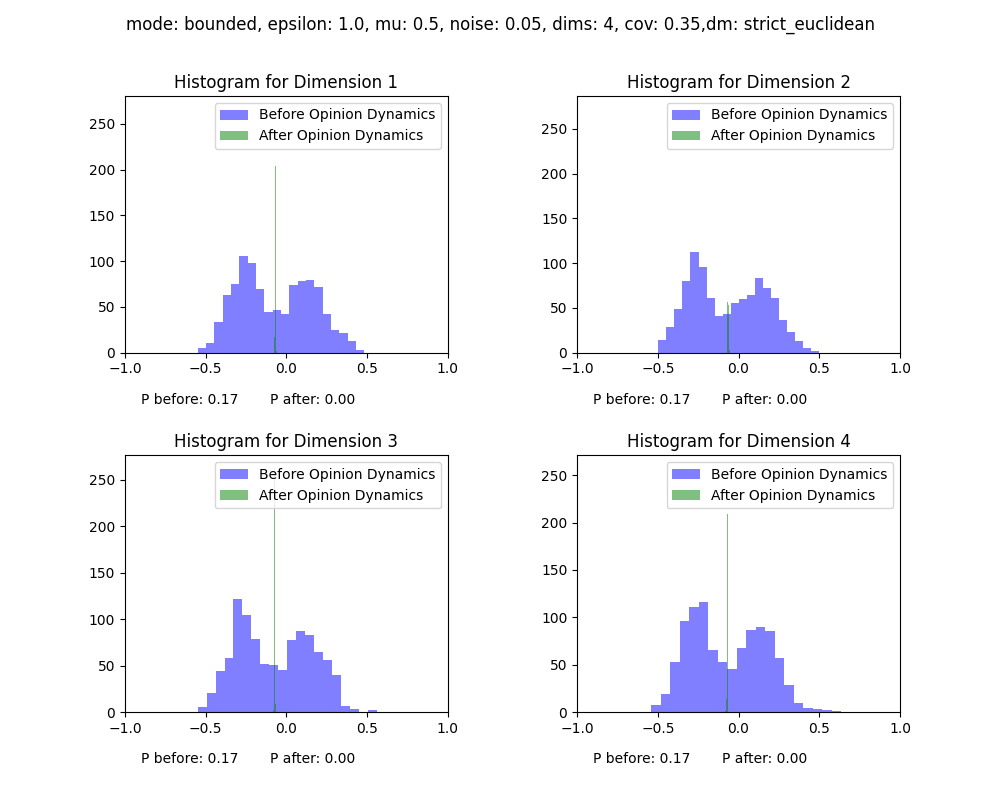 mode: bounded, epsilon: 1.0, mu: 0.5, noise: 0.05, dims: 4, cov: 0.35,dm: strict_euclidean
Histogram for Dimension 1
Before Opinion Dynamics
After Opinion Dynamics
250
200
150
100
50
0
−1.0 −0.5 0.0 0.5 1.0
P before: 0.17 P after: 0.00
Histogram for Dimension 2
Before Opinion Dynamics
After Opinion Dynamics
250
200
150
100
50
0
−1.0 −0.5 0.0 0.5 1.0
P before: 0.17 P after: 0.00
Histogram for Dimension 3
Before Opinion Dynamics
After Opinion Dynamics
250
200
150
100
50
0
−1.0 −0.5 0.0 0.5 1.0
P before: 0.17 P after: 0.00
Histogram for Dimension 4
Before Opinion Dynamics
After Opinion Dynamics
250
200
150
100
50
0
−1.0 −0.5 0.0 0.5 1.0
P before: 0.17 P after: 0.00